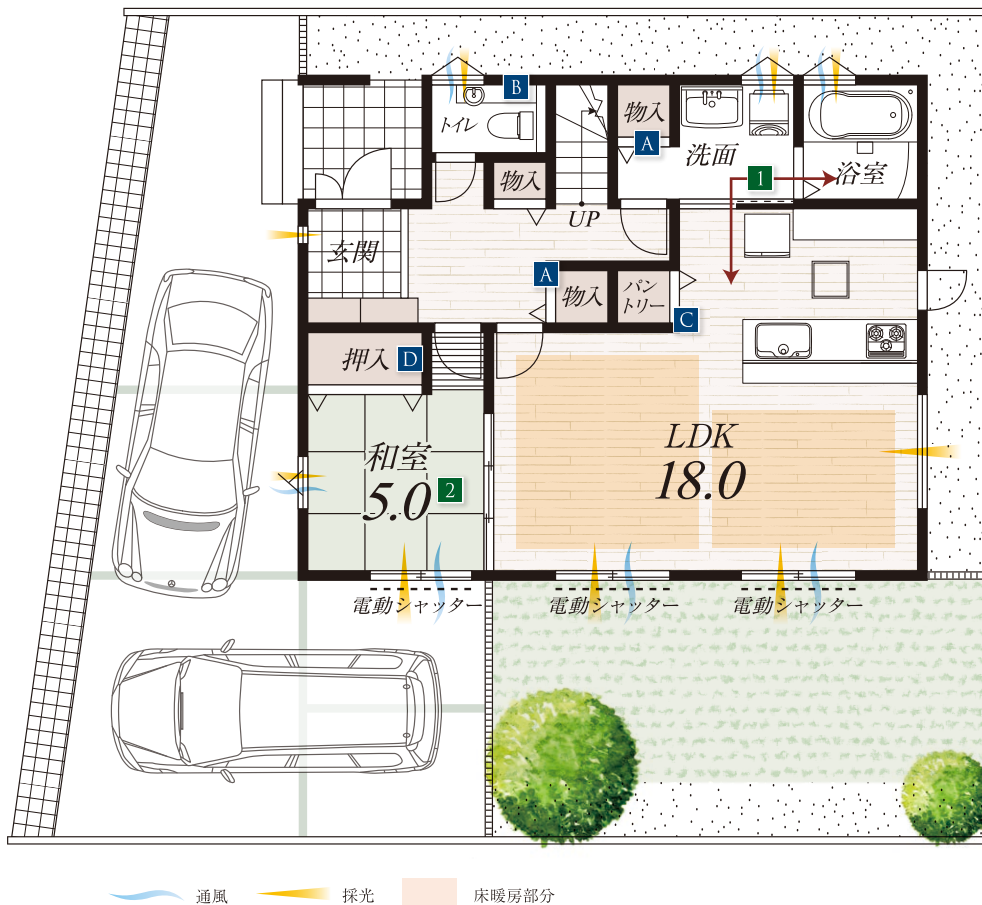 B
トイレ
物入
A
洗面
1
浴室
物入
UP
玄関
A
物入
パン
トリー
C
押入
D
LDK
18.0
和室
5.0
2
電動シャッター
電動シャッター
電動シャッター
通風
採光
床暖房部分